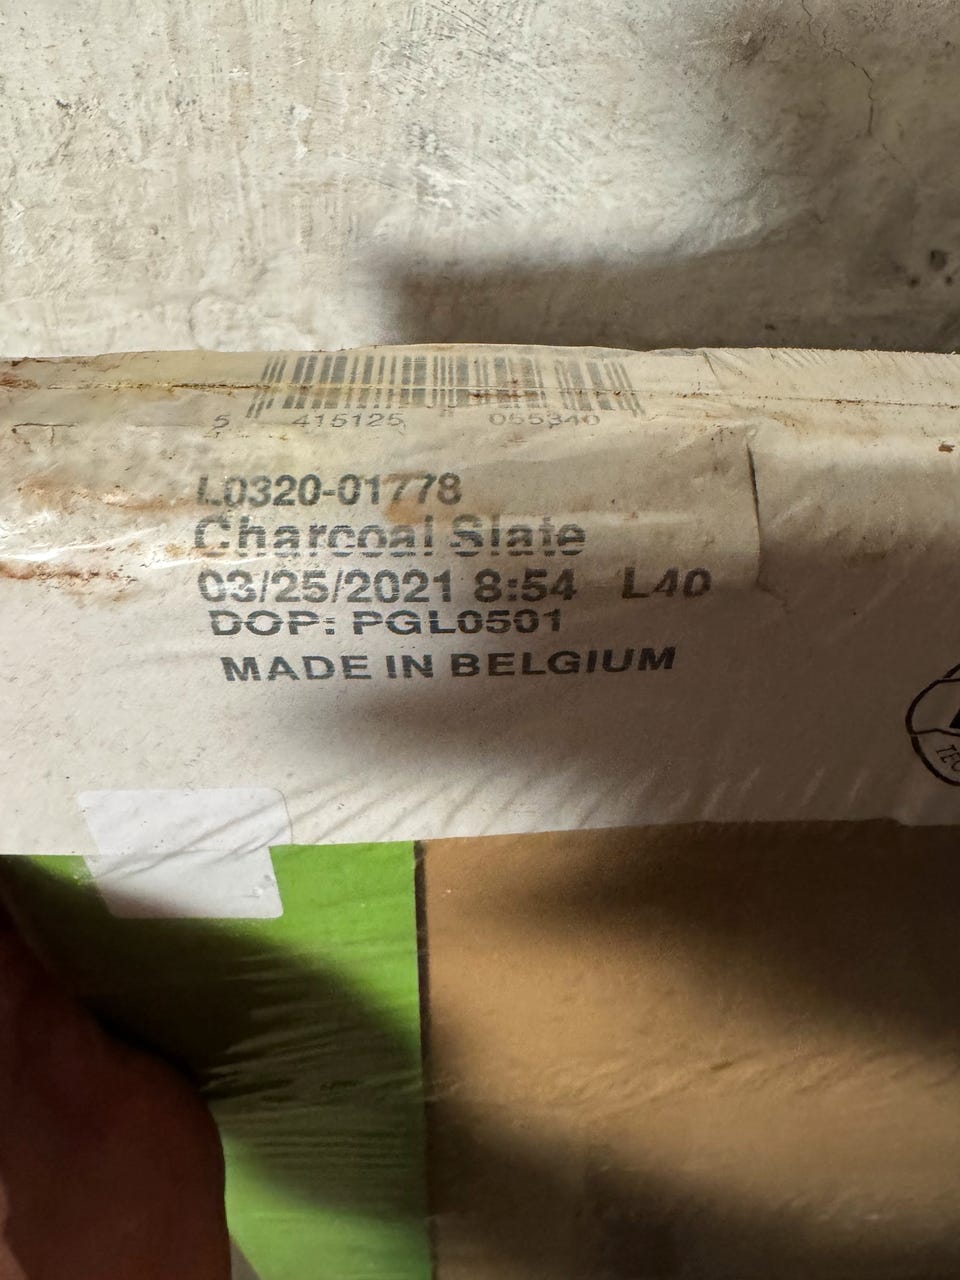 5 415125 055340
L0320-01778
Charcoal Slate
03/25/2021 8:54 L40
DOP: PGL0501
MADE IN BELGIUM